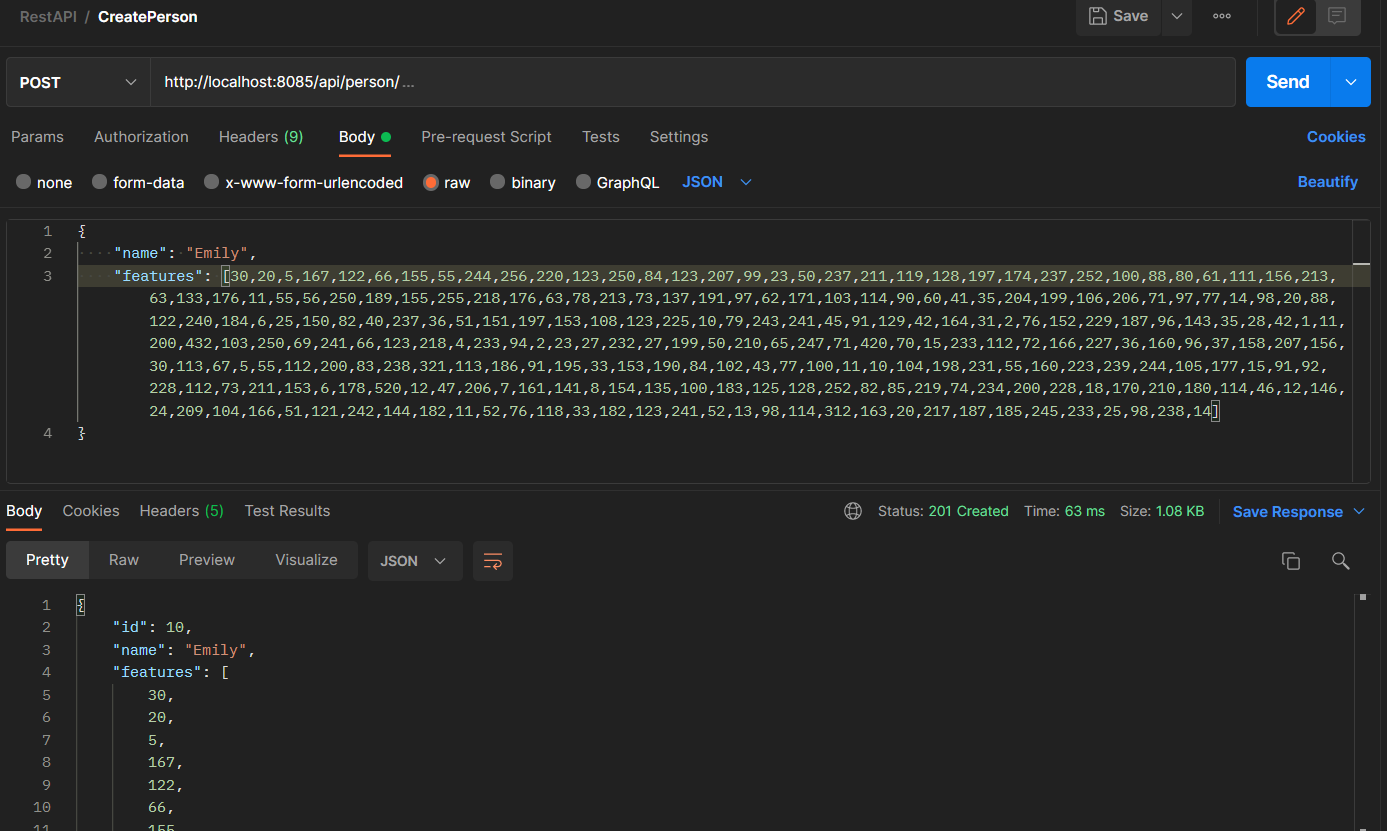 RestAPI / CreatePerson
Save
POST
http://localhost:8085/api/person/ ...
Send
Params Authorization Headers (9) Body Pre-request Script Tests Settings Cookies
none form-data x-www-form-urlencoded raw binary GraphQL JSON Beautify
1 {
2 "name": "Emily",
3 "features": [30,20,5,167,122,66,155,55,244,256,220,123,250,84,123,207,99,23,50,237,211,119,128,197,174,237,252,100,88,80,61,111,156,213,
63,133,176,11,55,56,250,189,155,255,218,176,63,78,213,73,137,191,97,62,171,103,114,90,60,41,35,204,199,106,206,71,97,77,14,98,20,88,
122,240,184,6,25,150,82,40,237,36,51,151,197,153,108,123,225,10,79,243,241,45,91,129,42,164,31,2,76,152,229,187,96,143,35,28,42,1,11,
200,432,103,250,69,241,66,123,218,4,233,94,2,23,27,232,27,199,50,210,65,247,71,420,70,15,233,112,72,166,227,36,160,96,37,158,207,156,
30,113,67,5,55,112,200,83,238,321,113,186,91,195,33,153,190,84,102,43,77,100,11,10,104,198,231,55,160,223,239,244,105,177,15,91,92,
228,112,73,211,153,6,178,520,12,47,206,7,161,141,8,154,135,100,183,125,128,252,82,85,219,74,234,200,228,18,170,210,180,114,46,12,146,
24,209,104,166,51,121,242,144,182,11,52,76,118,33,182,123,241,52,13,98,114,312,163,20,217,187,185,245,233,25,98,238,14]
4 }
Body Cookies Headers (5) Test Results Status: 201 Created Time: 63 ms Size: 1.08 KB Save Response
Pretty Raw Preview Visualize JSON
1 {
2 "id": 10,
3 "name": "Emily",
4 "features": [
5 30,
6 20,
7 5,
8 167,
9 122,
10 66,
11 155